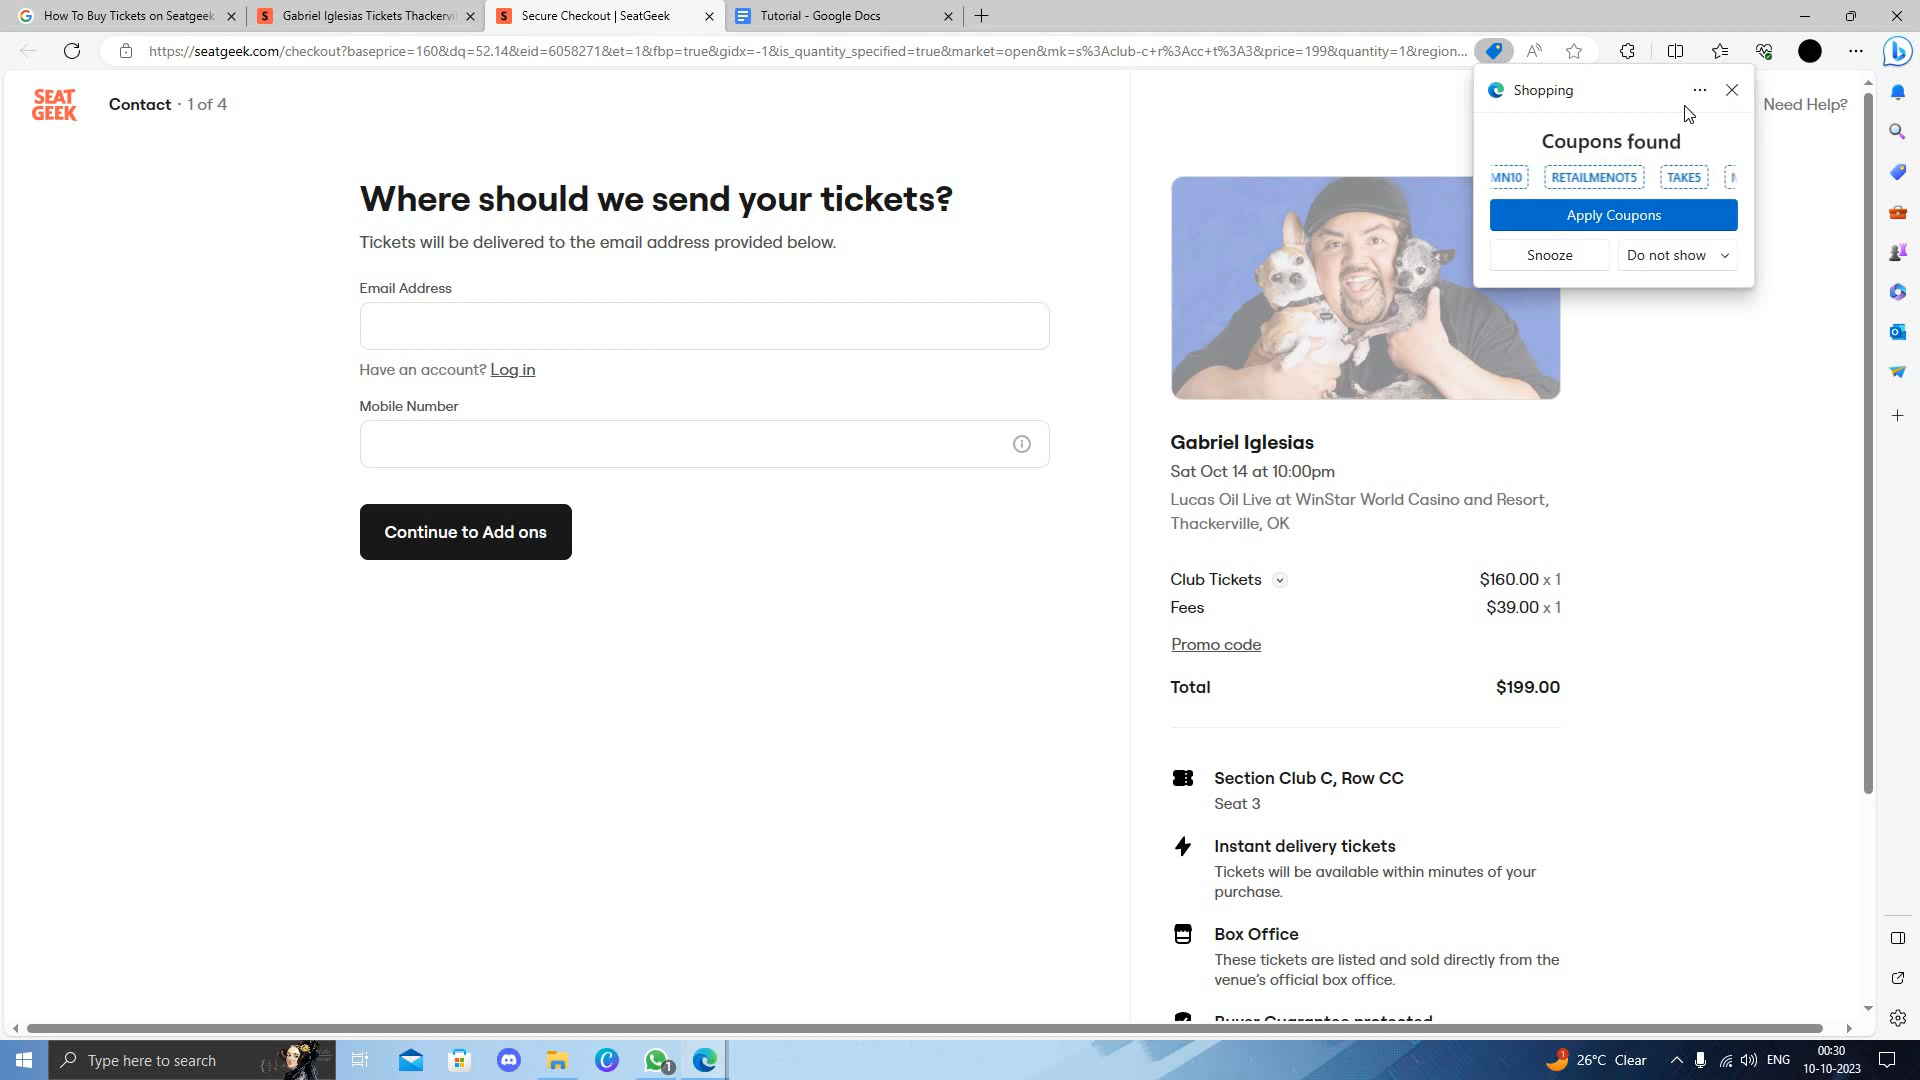 How To Buy Tickets on Seatgeek
Gabriel Iglesias Tickets Thackervil
Secure Checkout | SeatGeek
Tutorial - Google Docs
https://seatgeek.com/checkout?baseprice=160&dq=52.14&eid=6058271&et=1&fbp=true&gidx=-1&is_quantity_specified=true&market=open&mk=s%3Aclub-c+r%3Acc+t%3A3&price=199&quantity=1&region...
SEAT
GEEK
Contact · 1 of 4
Need Help?
Shopping
Coupons found
MN10
RETAILMENOT5
TAKE5
Apply Coupons
Snooze
Do not show
Where should we send your tickets?
Tickets will be delivered to the email address provided below.
Email Address
Have an account? Log in
Mobile Number
Continue to Add ons
Gabriel Iglesias
Sat Oct 14 at 10:00pm
Lucas Oil Live at WinStar World Casino and Resort,
Thackerville, OK
Club Tickets $160.00 x 1
Fees $39.00 x 1
Promo code
Total $199.00
Section Club C, Row CC
Seat 3
Instant delivery tickets
Tickets will be available within minutes of your
purchase.
Box Office
These tickets are listed and sold directly from the
venue's official box office.
Buyer Guarantee protected
Type here to search
1
1
26°C Clear
ENG
00:30
10-10-2023